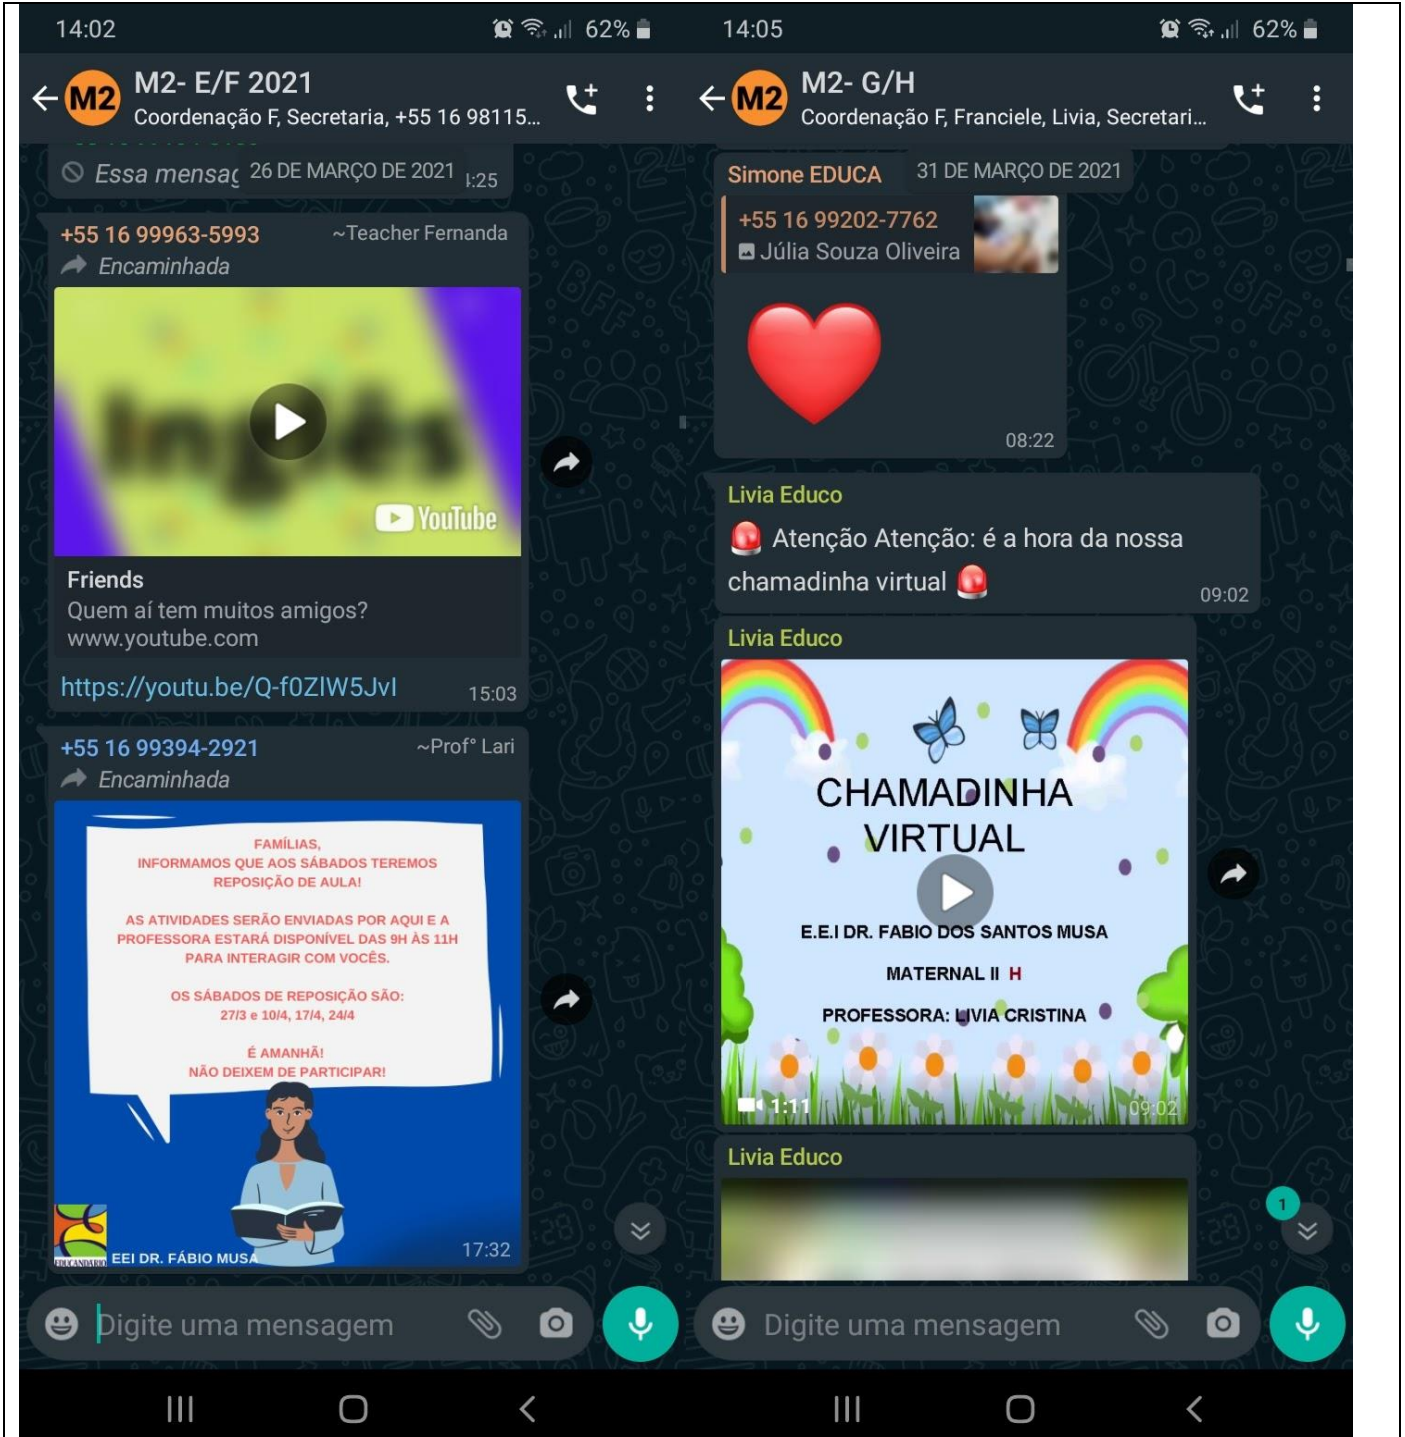 14:02
62%
M2- E/F 2021
Coordenação F, Secretaria, +55 16 98115...
Essa mensag
26 DE MARÇO DE 2021
:25
+55 16 99963-5993
~Teacher Fernanda
Encaminhada
Inglês
YouTube
Friends
Quem aí tem muitos amigos?
www.youtube.com
https://youtu.be/Q-f0ZlW5JvI
15:03
+55 16 99394-2921
~Prof° Lari
Encaminhada
FAMÍLIAS,
INFORMAMOS QUE AOS SÁBADOS TEREMOS
REPOSIÇÃO DE AULA!
AS ATIVIDADES SERÃO ENVIADAS POR AQUI E A
PROFESSORA ESTARÁ DISPONÍVEL DAS 9H ÀS 11H
PARA INTERAGIR COM VOCÊS.
OS SÁBADOS DE REPOSIÇÃO SÃO:
27/3 e 10/4, 17/4, 24/4
É AMANHÃ!
NÃO DEIXEM DE PARTICIPAR!
EDUCANDÁRIO
EEI DR. FÁBIO MUSA
17:32
Digite uma mensagem
14:05
62%
M2- G/H
Coordenação F, Franciele, Livia, Secretari...
Simone EDUCA
31 DE MARÇO DE 2021
+55 16 99202-7762
Júlia Souza Oliveira
08:22
Livia Educo
Atenção Atenção: é a hora da nossa
chamadinha virtual
09:02
Livia Educo
CHAMADINHA
VIRTUAL
E.E.I DR. FABIO DOS SANTOS MUSA
MATERNAL II H
PROFESSORA: LIVIA CRISTINA
1:11
09:02
Livia Educo
1
Digite uma mensagem